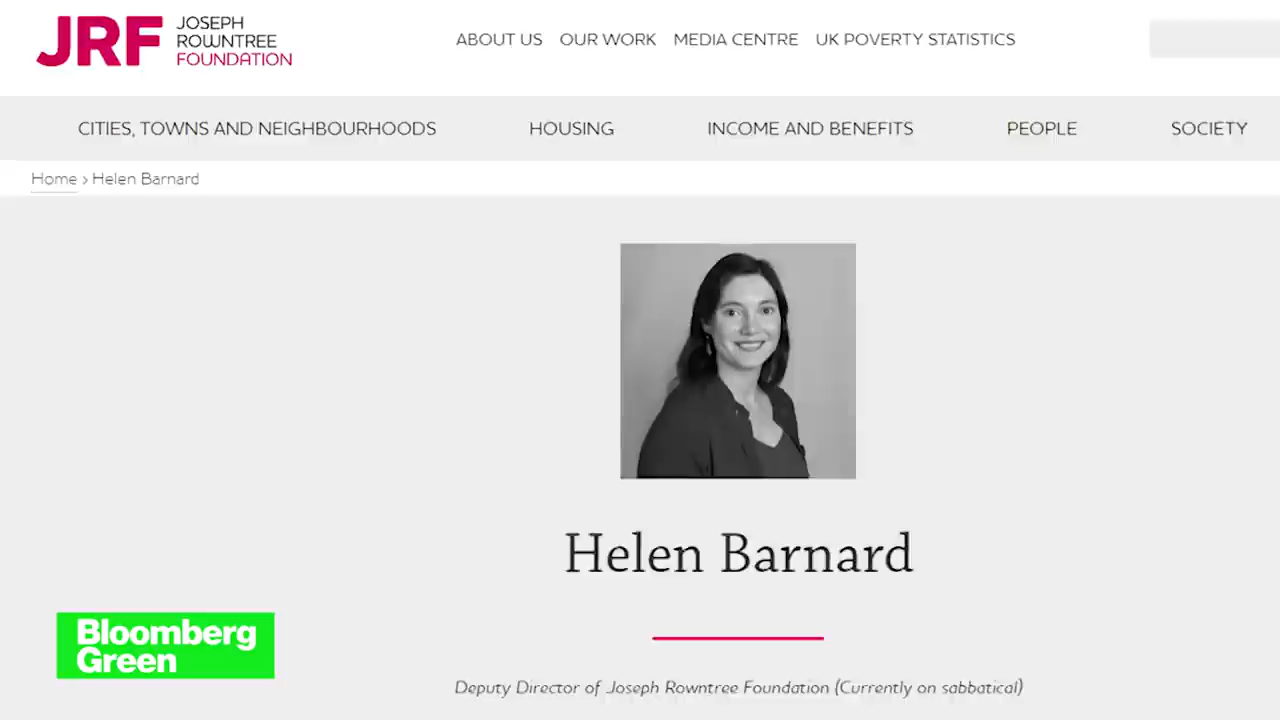 JRF
JOSEPH
ROWNTREE
FOUNDATION
ABOUT US OUR WORK MEDIA CENTRE UK POVERTY STATISTICS
CITIES, TOWNS AND NEIGHBOURHOODS HOUSING INCOME AND BENEFITS PEOPLE SOCIETY
Home › Helen Barnard
Helen Barnard
Bloomberg
Green
Deputy Director of Joseph Rowntree Foundation (Currently on sabbatical)